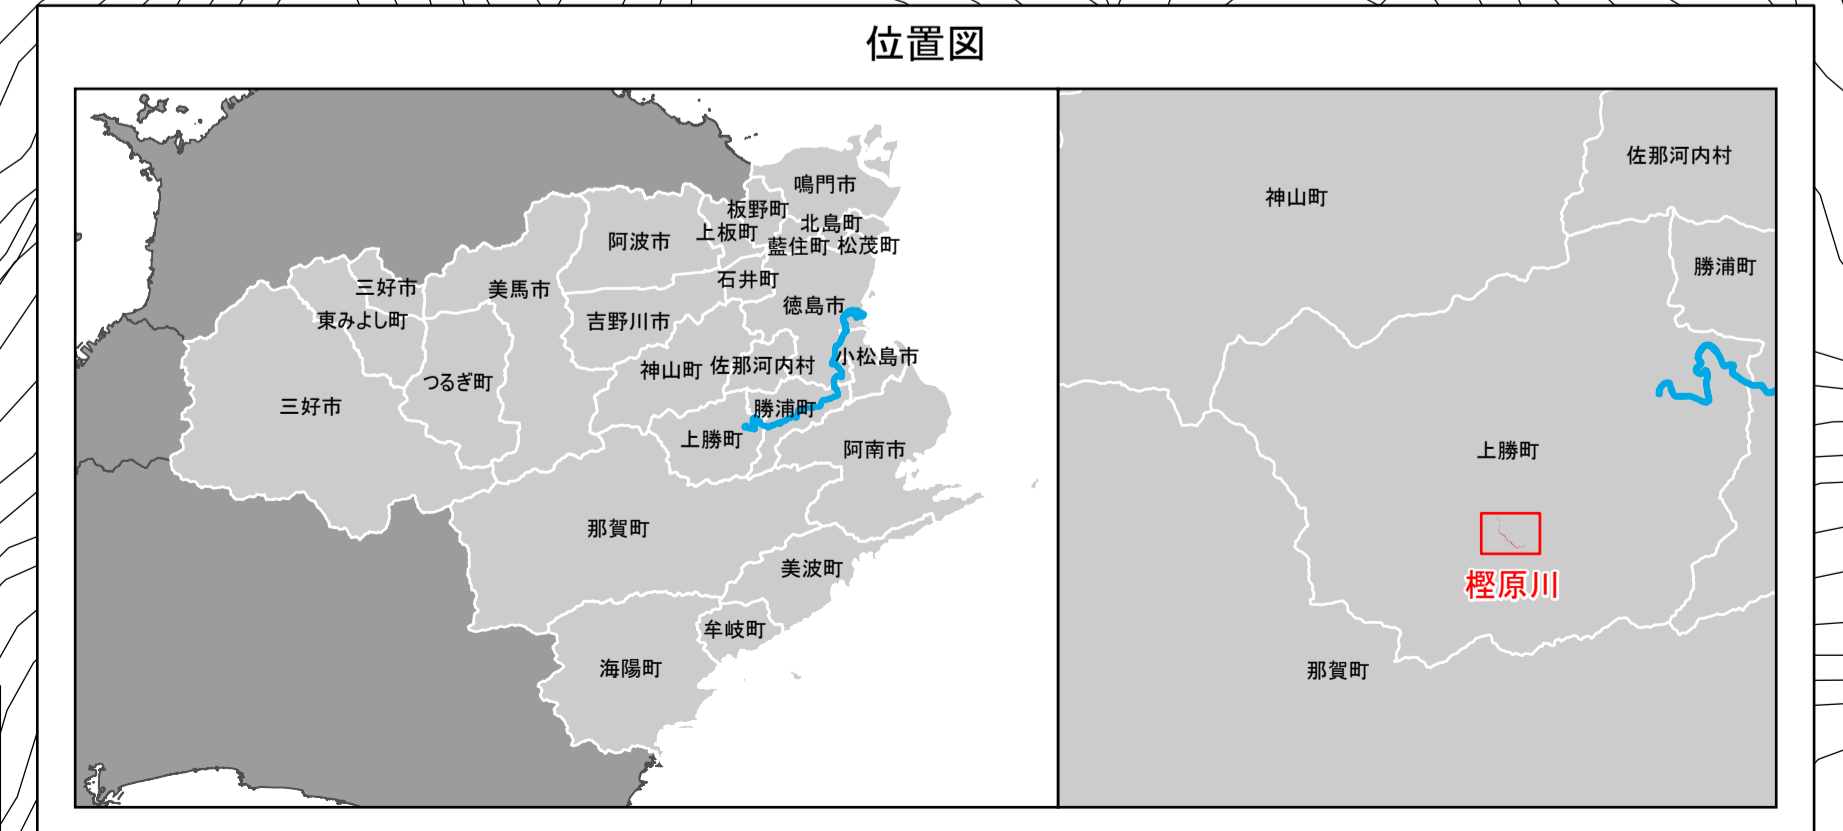 位置図
鳴門市
板野町
北島町
上板町
阿波市
藍住町
松茂町
石井町
三好市
美馬市
徳島市
東みよし町
吉野川市
小松島市
神山町
佐那河内村
つるぎ町
三好市
勝浦町
上勝町
阿南市
那賀町
美波町
牟岐町
海陽町
佐那河内村
神山町
勝浦町
上勝町
樫原川
那賀町